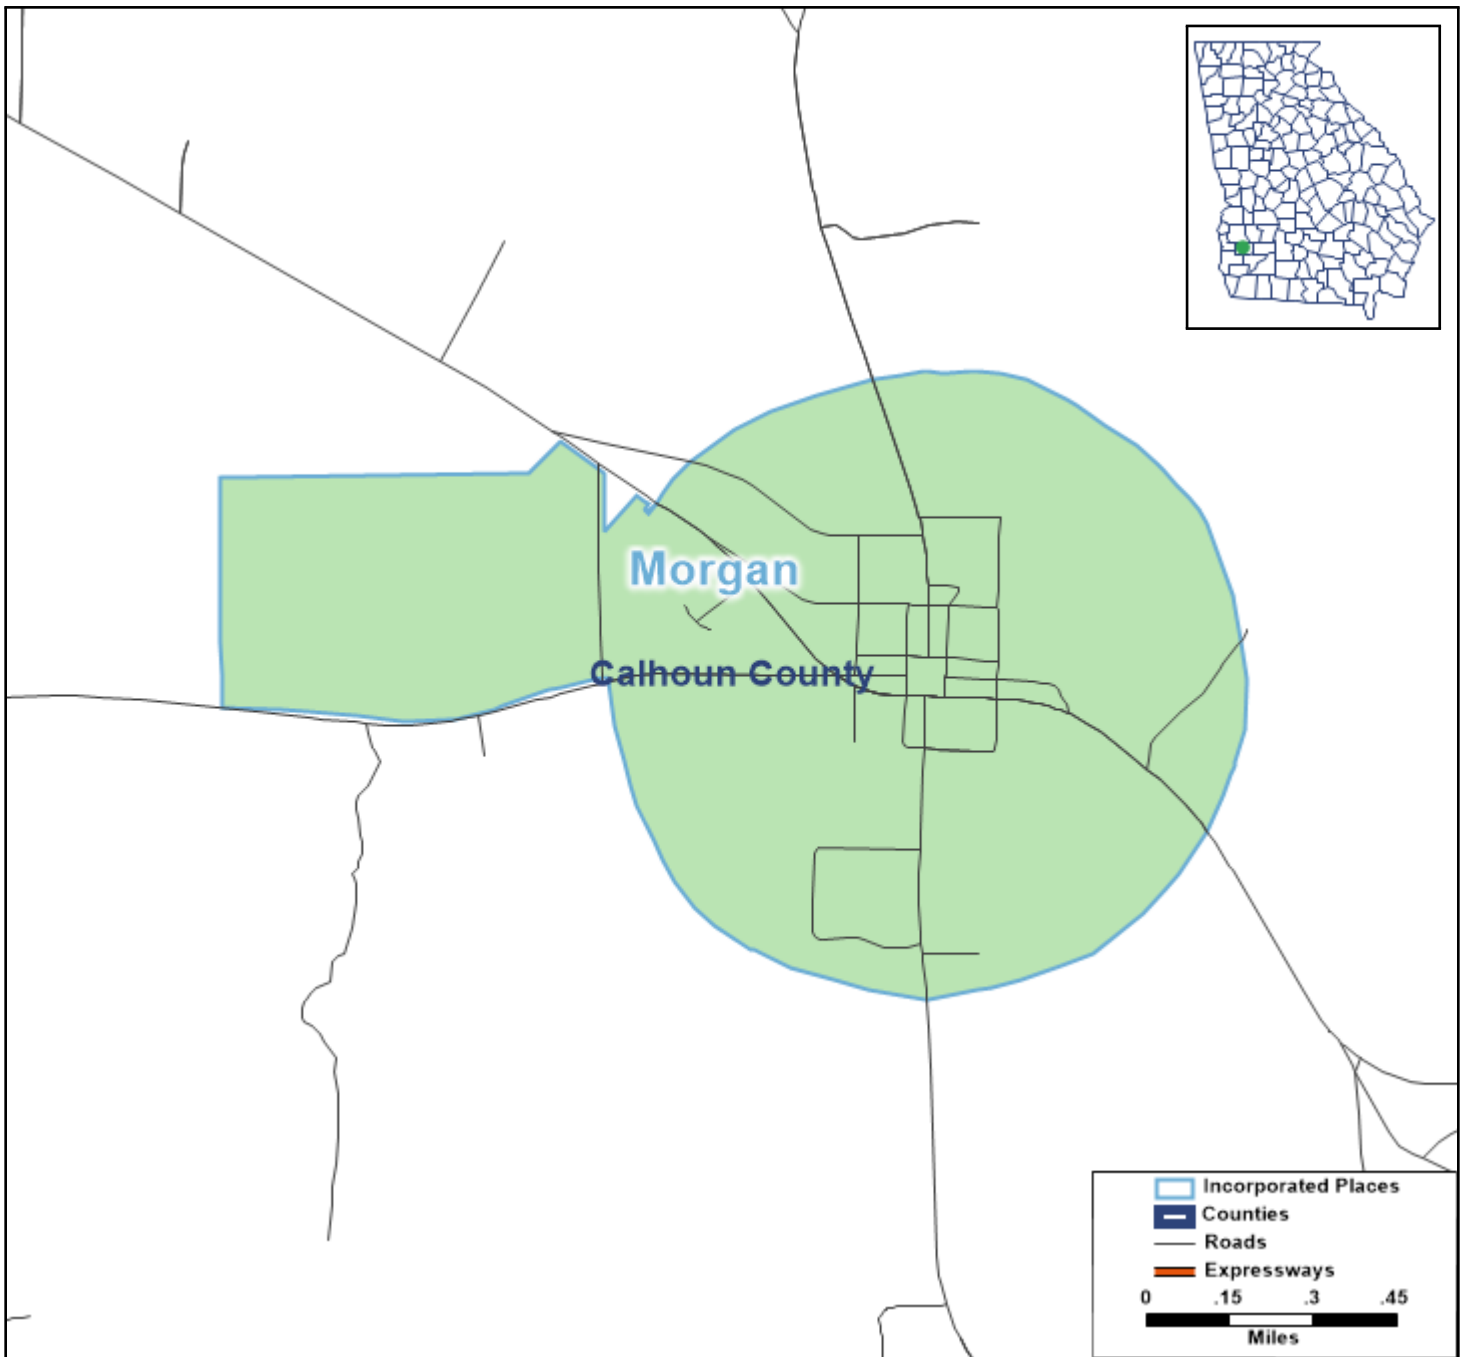 Morgan
Calhoun County
Incorporated Places
Counties
Roads
Expressways
0 .15 .3 .45
Miles